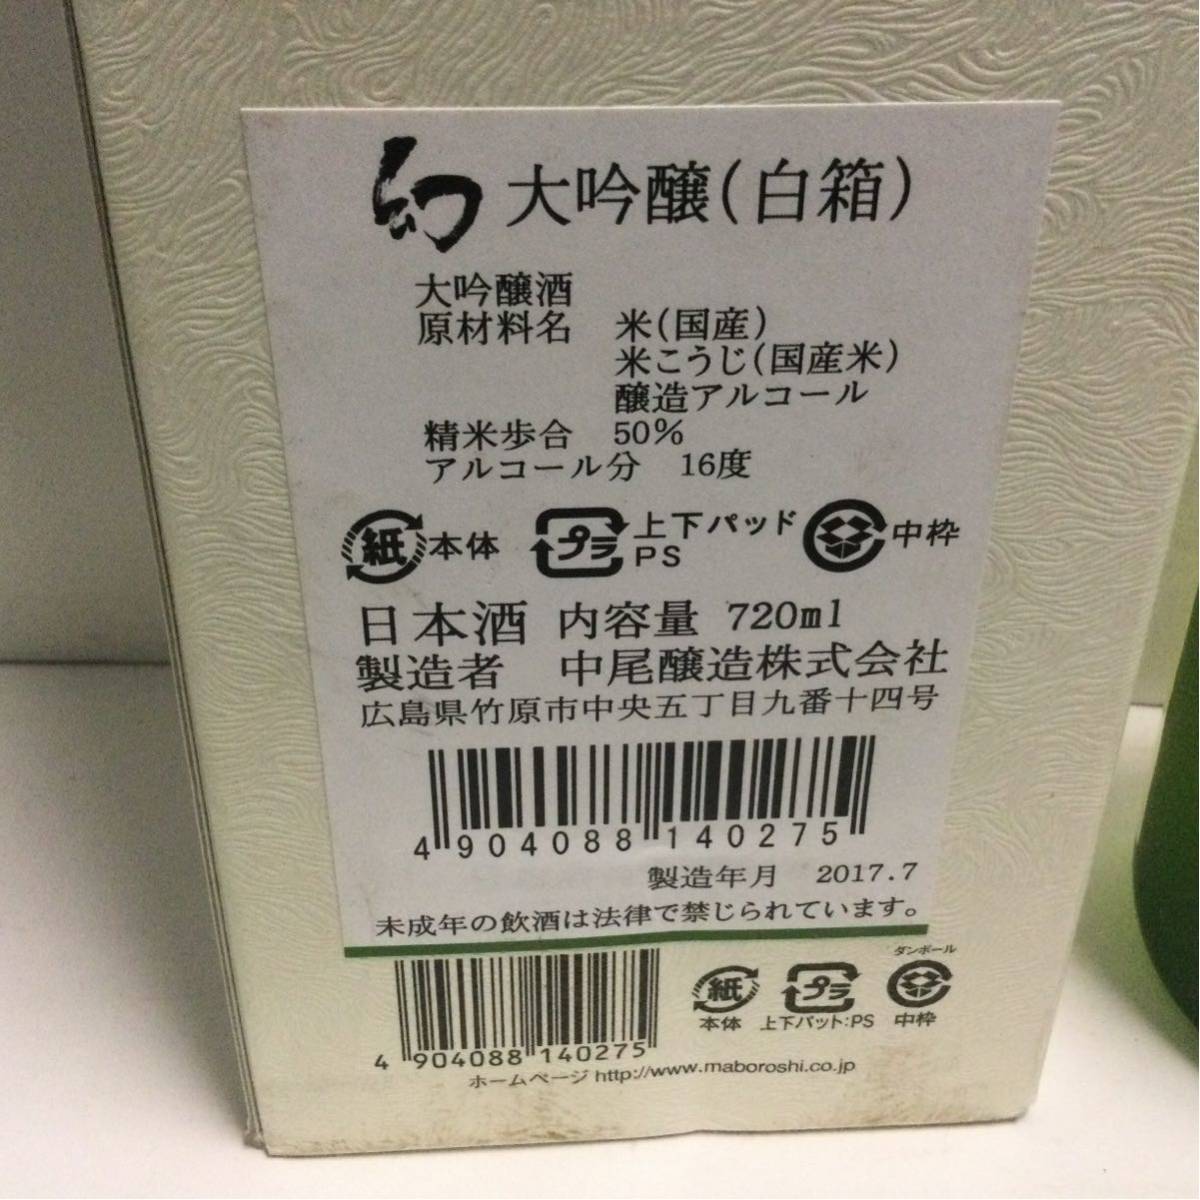 幻 大吟醸(白箱)
大吟醸酒
原材料名 米(国産)
米こうじ(国産米)
醸造アルコール
精米歩合 50%
アルコール分 16度
紙 本体 プラ 上下パッド PS 中枠
日本酒 内容量 720ml
製造者 中尾醸造株式会社
広島県竹原市中央五丁目九番十四号
4 904088 140275
製造年月 2017.7
未成年の飲酒は法律で禁じられています。
ダンボール
紙 プラ
本体 上下パット:PS 中枠
4 904088 140275
ホームページ http://www.maboroshi.co.jp